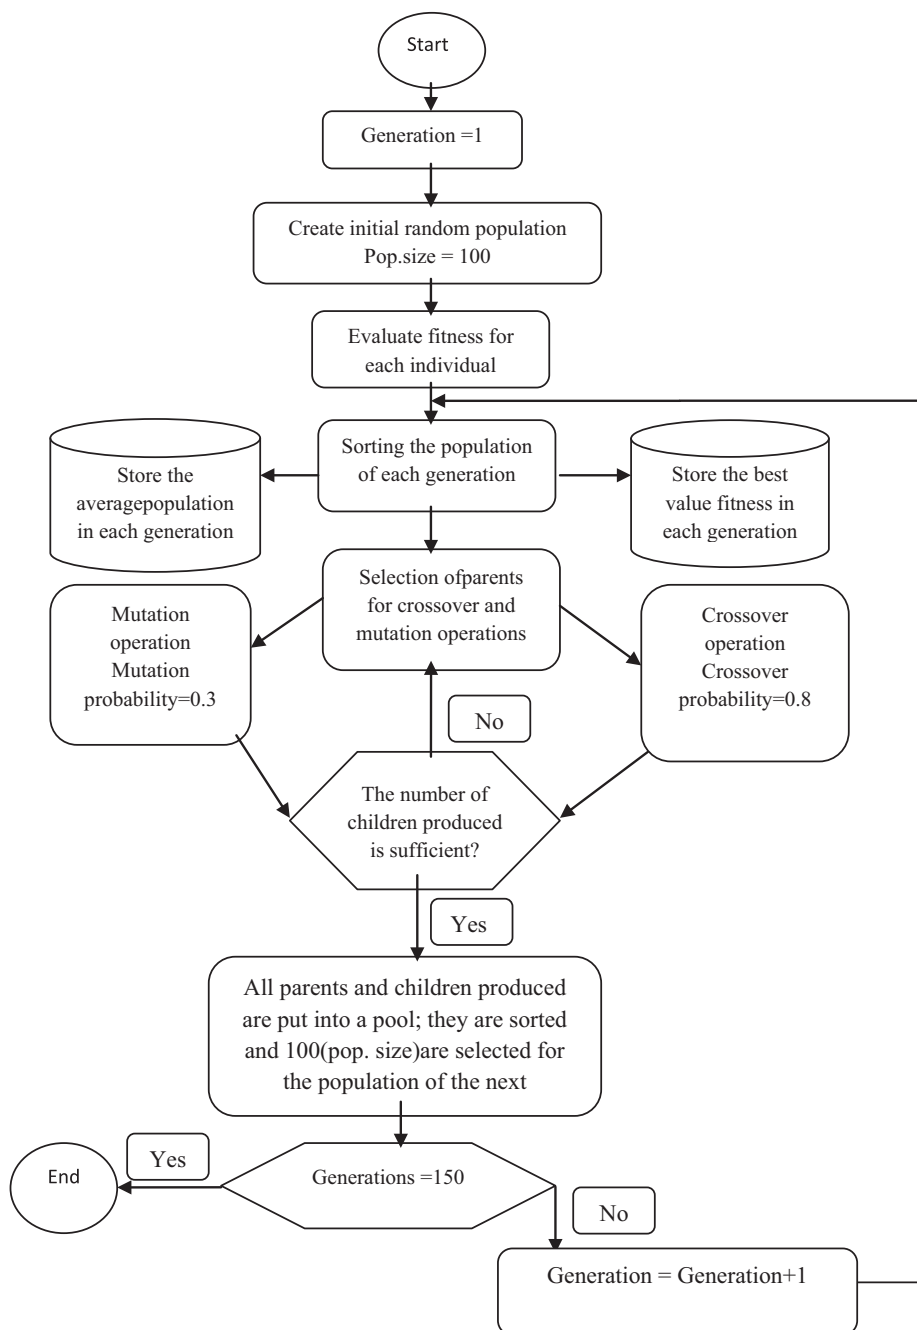 Start
Generation =1
Create initial random population
Pop.size = 100
Evaluate fitness for
each individual
Sorting the population
of each generation
Store the
averagepopulation
in each generation
Store the best
value fitness in
each generation
Selection ofparents
for crossover and
mutation operations
Mutation
operation
Mutation
probability=0.3
Crossover
operation
Crossover
probability=0.8
No
The number of
children produced
is sufficient?
Yes
All parents and children produced
are put into a pool; they are sorted
and 100(pop. size)are selected for
the population of the next
Yes
End
Generations =150
No
Generation = Generation+1